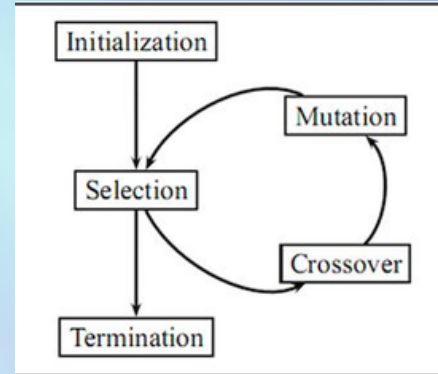 Initialization
Mutation
Selection
Crossover
Termination